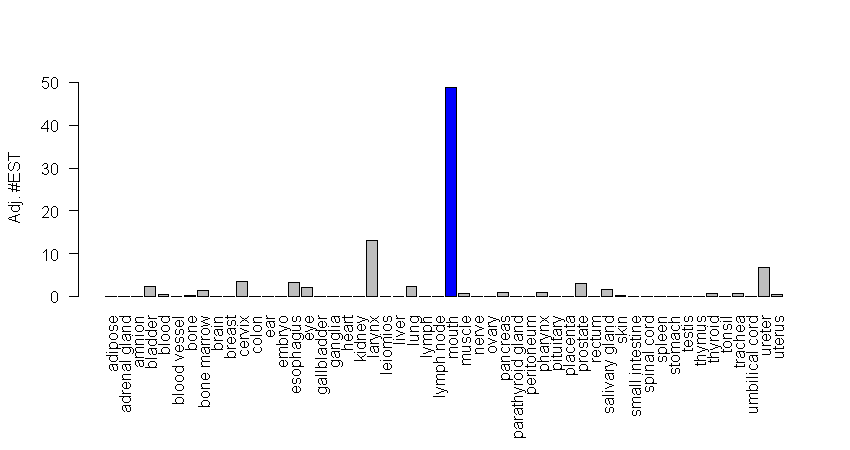 50
40
30
20
10
0
Adj. #EST
adipose
adrenal gland
amnion
bladder
blood
blood vessel
bone
bone marrow
brain
breast
cervix
colon
ear
embryo
esophagus
eye
gallbladder
ganglia
heart
kidney
larynx
leiomios
liver
lung
lymph
lymph node
mouth
muscle
nerve
ovary
pancreas
parathyroid gland
peritoneum
pharynx
pituitary
placenta
prostate
rectum
salivary gland
skin
small intestine
spinal cord
spleen
stomach
testis
thymus
thyroid
tonsil
trachea
umbilical cord
ureter
uterus